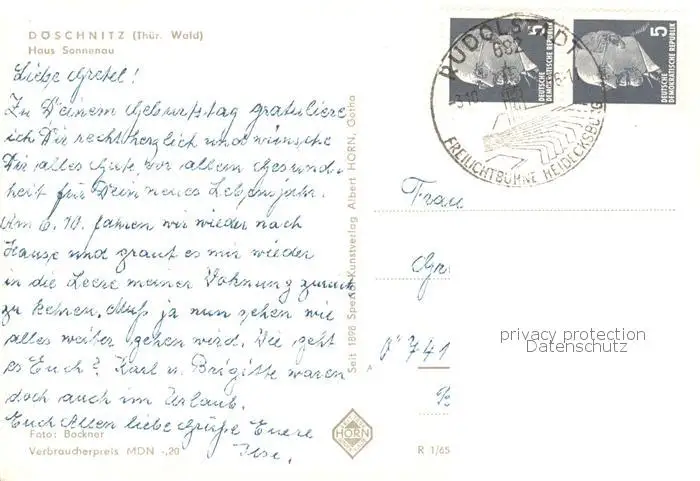 DÖSCHNITZ (Thür. Wald)
Haus Sonnenau
Liebe Gretel!
Zu Deinem Geburtstag gratuliere
ich Dir recht herzlich und wünsche
Dir alles Gute, vor allem Gesund-
heit für Dein neues Lebensjahr.
Am 6.10. fahren wir wieder nach
Hause und graut es mir wieder
in die Leere meiner Wohnung zurück
zu kehren, Muß ja nun sehen wie
alles weiter gehen wird. Wie geht
es Euch? Karl u. Brigitte waren
doch auch im Urlaub.
Euch Allen liebe Grüße Euere
Ilse.
Foto: Bockner
Verbraucherpreis MDN -,20
Seit 1898 Spezial-Kunstverlag Albert HORN, Gotha
HORN
R 1/65
RUDOLSTADT
682
FREILICHTBÜHNE HEIDECKSBURG
5
DEUTSCHE
DEMOKRATISCHE REPUBLIK
5
DEUTSCHE
DEMOKRATISCHE REPUBLIK
Frau
Gr
741
privacy protection
Datenschutz